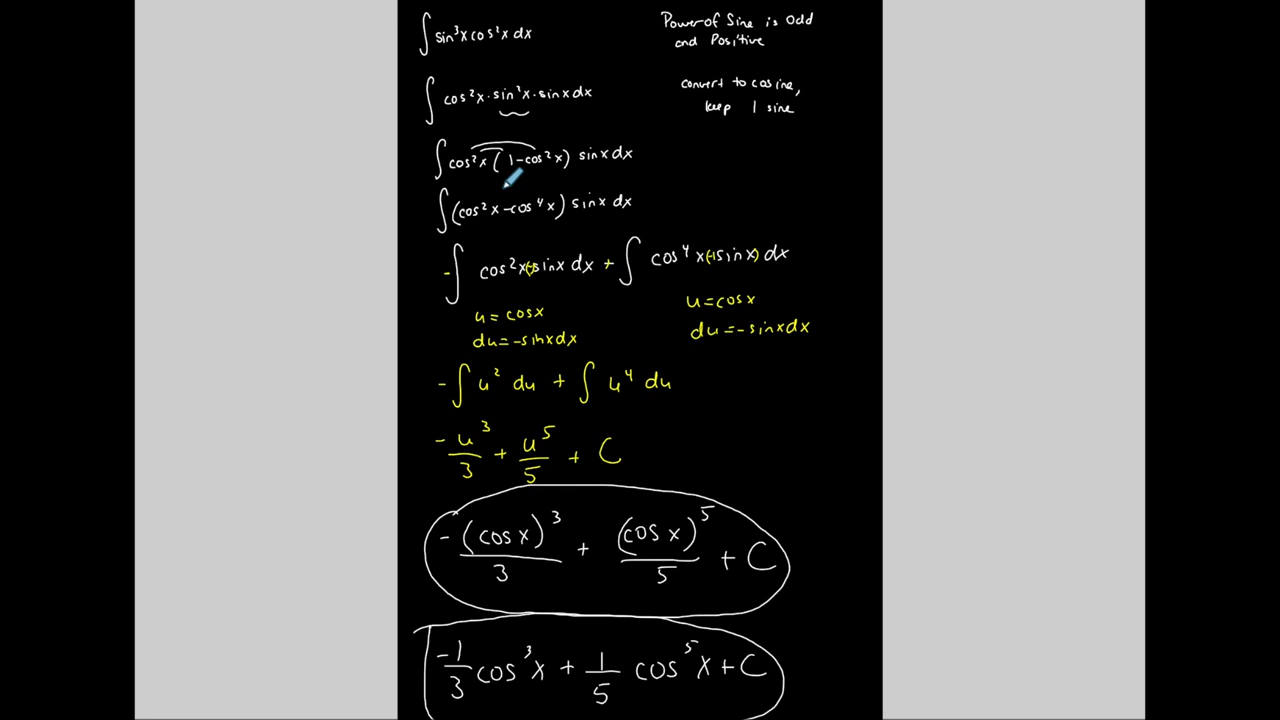 ∫ sin³x cos²x dx
Power of Sine is Odd
and Positive
∫ cos²x · sin²x · sinx dx
convert to cosine,
keep 1 sine
∫ cos²x (1 - cos²x) sinx dx
∫ (cos²x - cos⁴x) sinx dx
- ∫ cos²x (-)sinx dx + ∫ cos⁴x (-1sinx) dx
u = cosx
du = -sinx dx
u = cosx
du = -sinx dx
- ∫ u² du + ∫ u⁴ du
- u³/3 + u⁵/5 + C
- (cosx)³/3 + (cosx)⁵/5 + C
-1/3 cos³x + 1/5 cos⁵x + C